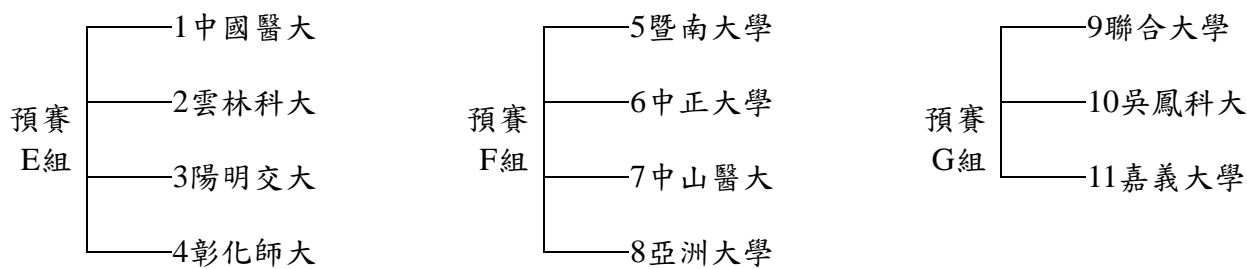 預賽
E組
1中國醫大
2雲林科大
3陽明交大
4彰化師大
預賽
F組
5暨南大學
6中正大學
7中山醫大
8亞洲大學
預賽
G組
9聯合大學
10吳鳳科大
11嘉義大學